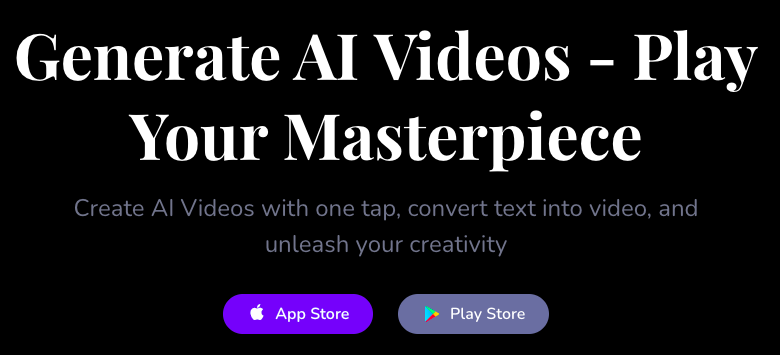 Generate AI Videos - Play
Your Masterpiece
Create AI Videos with one tap, convert text into video, and
unleash your creativity
App Store
Play Store